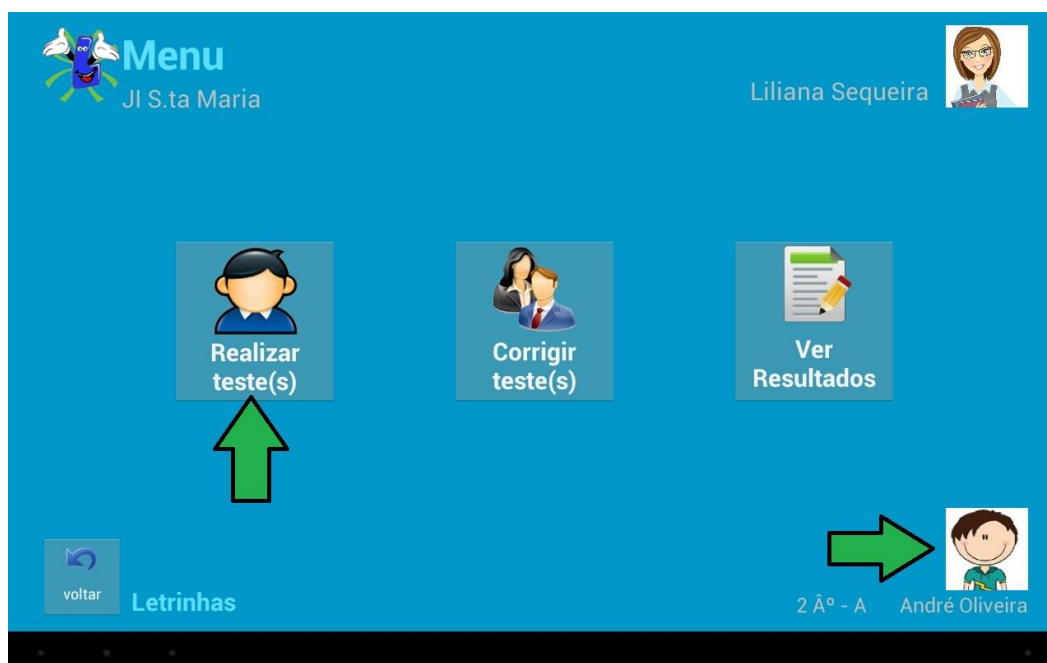 Menu
JI S.ta Maria
Liliana Sequeira
Realizar
teste(s)
Corrigir
teste(s)
Ver
Resultados
voltar
Letrinhas
2 Âº - A
André Oliveira